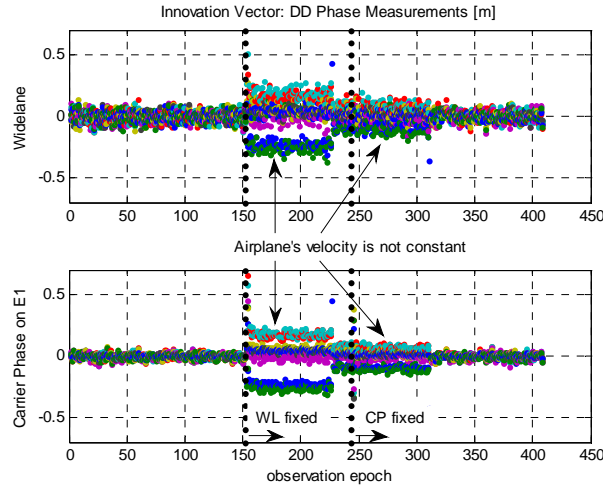 Innovation Vector: DD Phase Measurements [m]
Widelane
0.5
0
-0.5
0 50 100 150 200 250 300 350 400 450
Airplane's velocity is not constant
Carrier Phase on E1
0.5
0
-0.5
WL fixed
CP fixed
0 50 100 150 200 250 300 350 400 450
observation epoch